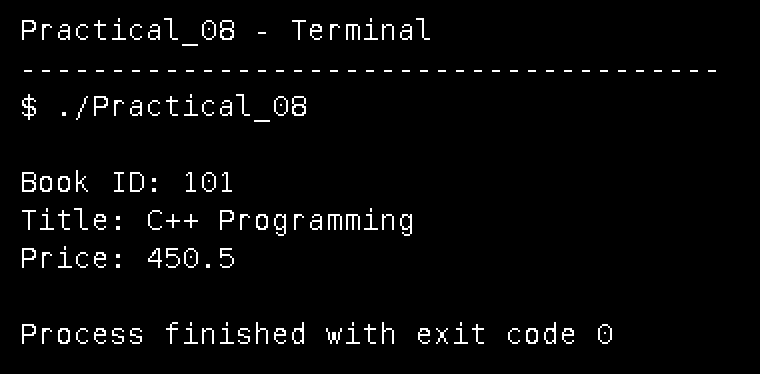 Practical_08 - Terminal
---------------------------------------
$ ./Practical_08
Book ID: 101
Title: C++ Programming
Price: 450.5
Process finished with exit code 0